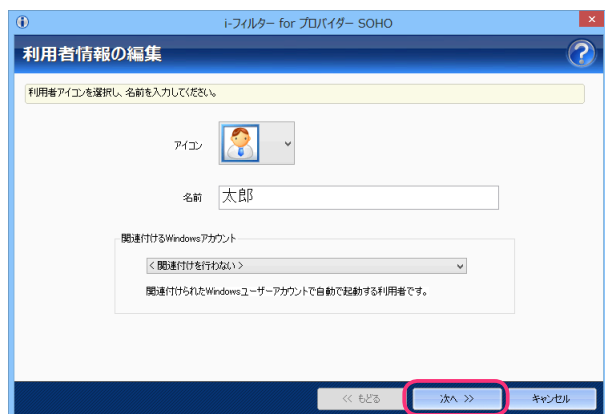 i-フィルター for プロバイダー SOHO
利用者情報の編集
利用者アイコンを選択し、名前を入力してください。
アイコン
名前 太郎
関連付けるWindowsアカウント
<関連付けを行わない>
関連付けられたWindowsユーザーアカウントで自動で起動する利用者です。
<< もどる 次へ >> キャンセル